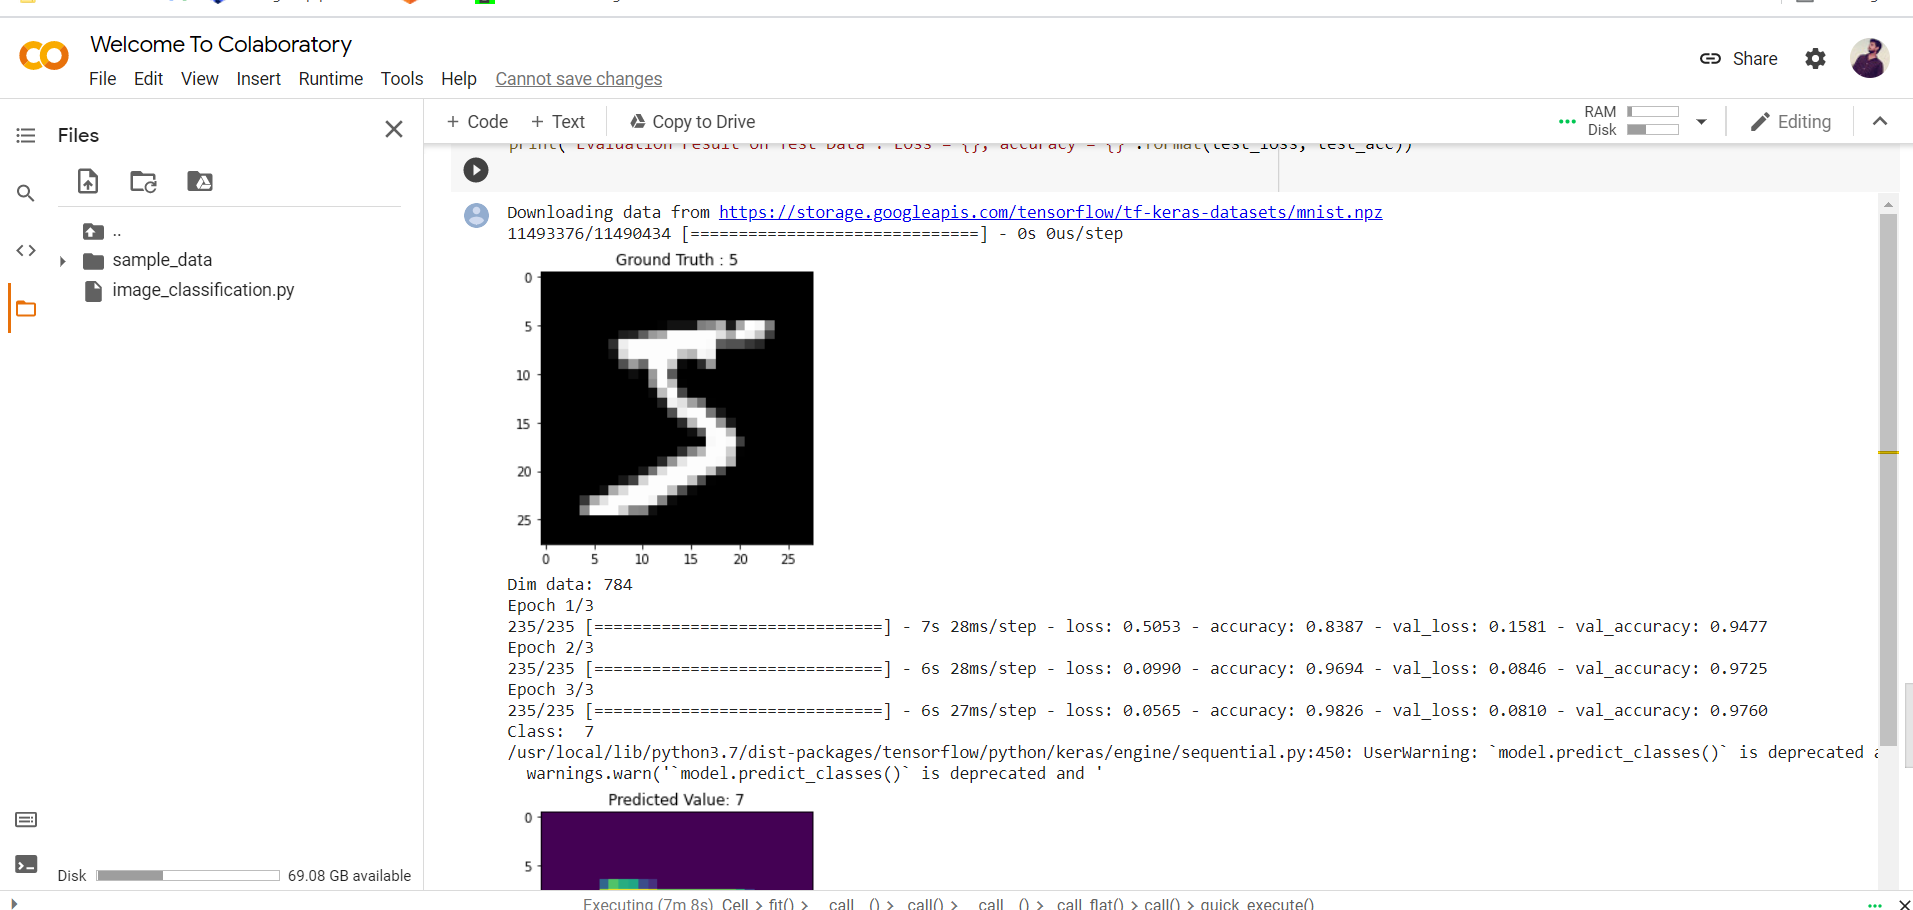 Welcome To Colaboratory
File Edit View Insert Runtime Tools Help Cannot save changes
Share
Files
+ Code + Text Copy to Drive
RAM
Disk
Editing
..
sample_data
image_classification.py
Disk 69.08 GB available
print("Evaluation result on Test Data : Loss = {}, accuracy = {}".format(test_loss, test_acc))
Downloading data from https://storage.googleapis.com/tensorflow/tf-keras-datasets/mnist.npz
11493376/11490434 [==============================] - 0s 0us/step
Ground Truth : 5
0
5
10
15
20
25
0 5 10 15 20 25
Dim data: 784
Epoch 1/3
235/235 [==============================] - 7s 28ms/step - loss: 0.5053 - accuracy: 0.8387 - val_loss: 0.1581 - val_accuracy: 0.9477
Epoch 2/3
235/235 [==============================] - 6s 28ms/step - loss: 0.0990 - accuracy: 0.9694 - val_loss: 0.0846 - val_accuracy: 0.9725
Epoch 3/3
235/235 [==============================] - 6s 27ms/step - loss: 0.0565 - accuracy: 0.9826 - val_loss: 0.0810 - val_accuracy: 0.9760
Class: 7
/usr/local/lib/python3.7/dist-packages/tensorflow/python/keras/engine/sequential.py:450: UserWarning: `model.predict_classes()` is deprecated a
warnings.warn('`model.predict_classes()` is deprecated and '
Predicted Value: 7
0
5
Executing (7m 8s) Cell > fit() > __call__() > _call() > __call__() > _call_flat() > call() > quick_execute()